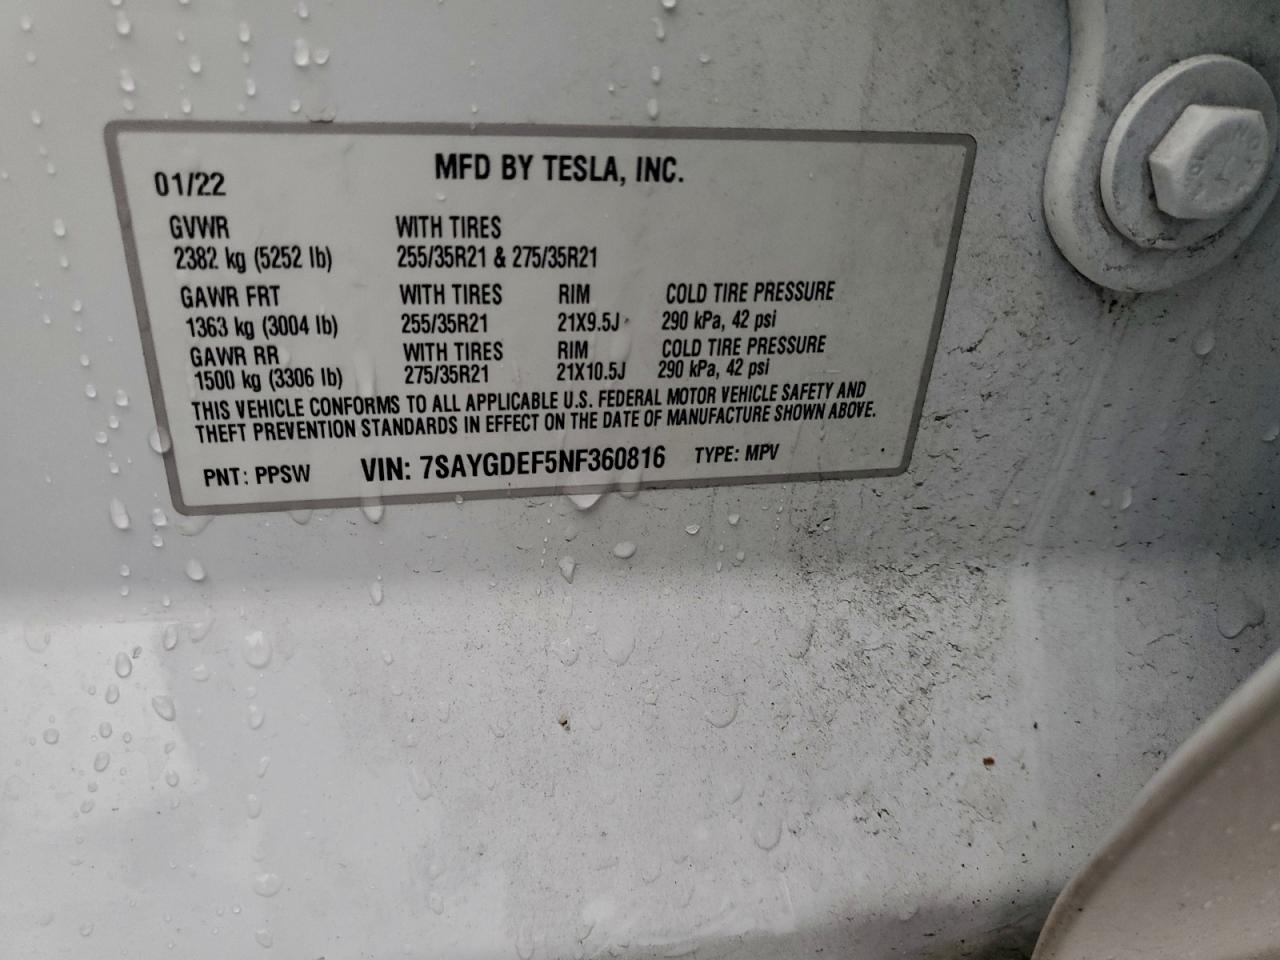 MFD BY TESLA, INC.
01/22
GVWR WITH TIRES
2382 kg (5252 lb) 255/35R21 & 275/35R21
GAWR FRT WITH TIRES RIM COLD TIRE PRESSURE
1363 kg (3004 lb) 255/35R21 21X9.5J 290 kPa, 42 psi
GAWR RR WITH TIRES RIM COLD TIRE PRESSURE
1500 kg (3306 lb) 275/35R21 21X10.5J 290 kPa, 42 psi
THIS VEHICLE CONFORMS TO ALL APPLICABLE U.S. FEDERAL MOTOR VEHICLE SAFETY AND
THEFT PREVENTION STANDARDS IN EFFECT ON THE DATE OF MANUFACTURE SHOWN ABOVE.
PNT: PPSW VIN: 7SAYGDEF5NF360816 TYPE: MPV